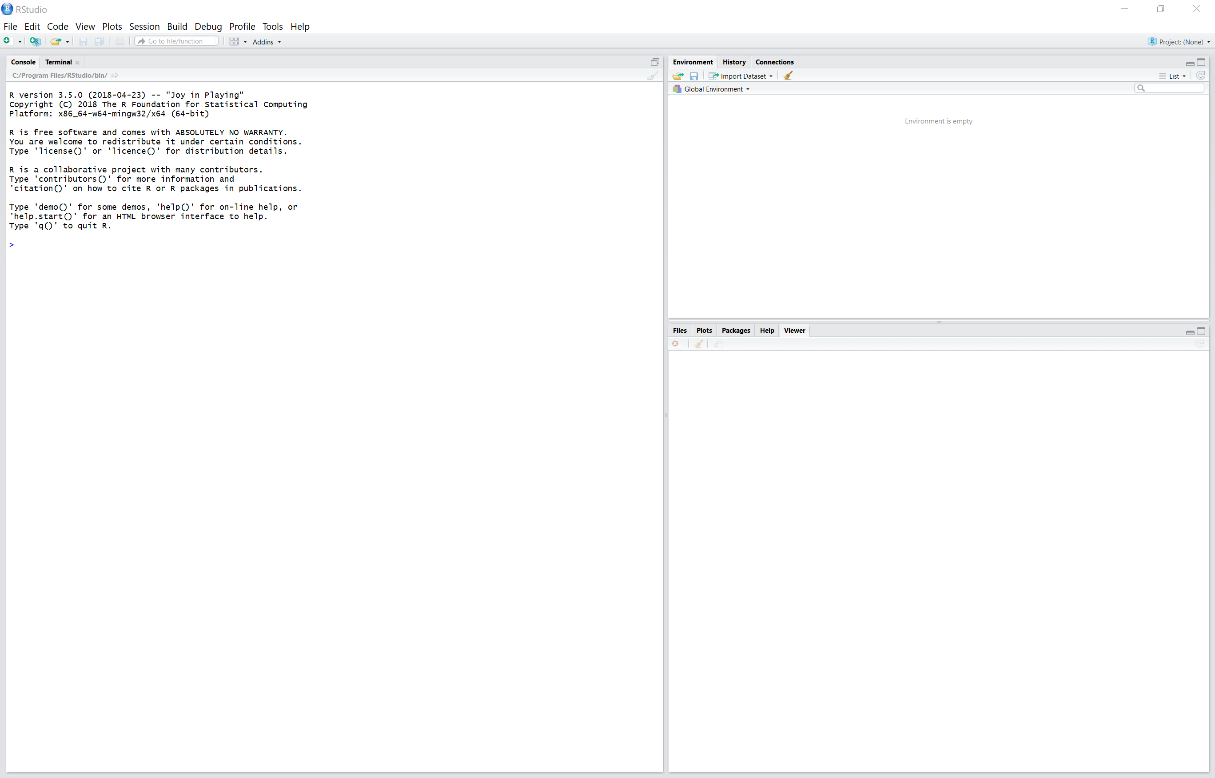 RStudio
File Edit Code View Plots Session Build Debug Profile Tools Help
Go to file/function Addins Project: (None)
Console Terminal
C:/Program Files/RStudio/bin/
R version 3.5.0 (2018-04-23) -- "Joy in Playing"
Copyright (C) 2018 The R Foundation for Statistical Computing
Platform: x86_64-w64-mingw32/x64 (64-bit)
R is free software and comes with ABSOLUTELY NO WARRANTY.
You are welcome to redistribute it under certain conditions.
Type 'license()' or 'licence()' for distribution details.
R is a collaborative project with many contributors.
Type 'contributors()' for more information and
'citation()' on how to cite R or R packages in publications.
Type 'demo()' for some demos, 'help()' for on-line help, or
'help.start()' for an HTML browser interface to help.
Type 'q()' to quit R.
>
Environment History Connections
Import Dataset List
Global Environment
Environment is empty
Files Plots Packages Help Viewer